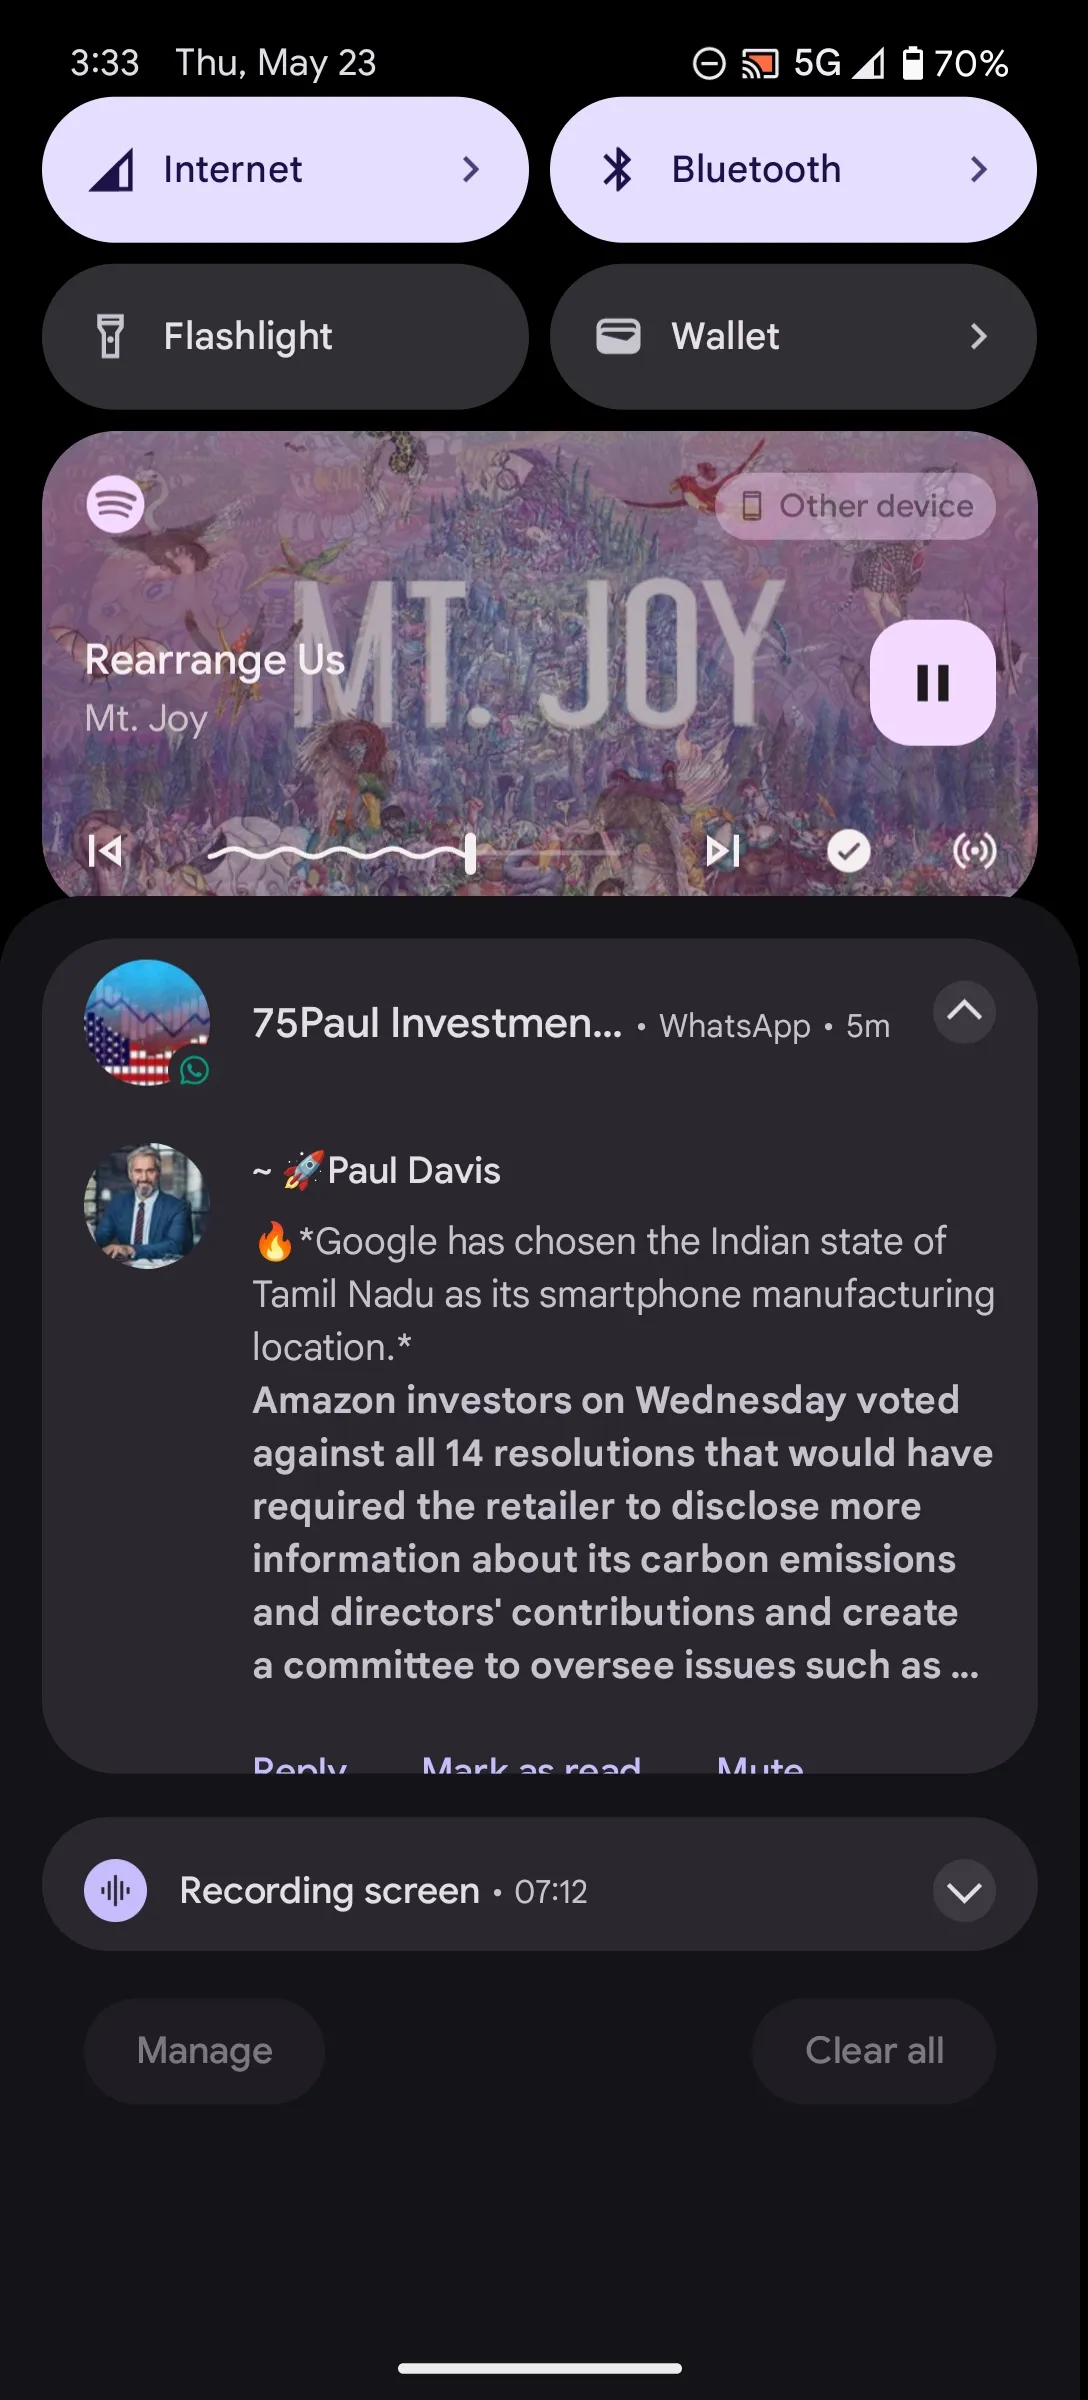 3:33 Thu, May 23 5G 70%
Internet Bluetooth
Flashlight Wallet
Other device
MT. JOY
Rearrange Us
Mt. Joy
75Paul Investmen... • WhatsApp • 5m
~ 🚀Paul Davis
🔥*Google has chosen the Indian state of
Tamil Nadu as its smartphone manufacturing
location.*
Amazon investors on Wednesday voted
against all 14 resolutions that would have
required the retailer to disclose more
information about its carbon emissions
and directors' contributions and create
a committee to oversee issues such as ...
Reply Mark as read Mute
Recording screen • 07:12
Manage Clear all